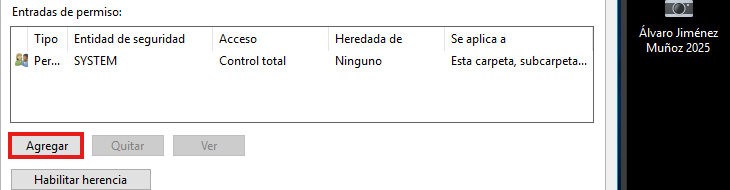 Entradas de permiso:
Tipo Entidad de seguridad Acceso Heredada de Se aplica a
Per... SYSTEM Control total Ninguno Esta carpeta, subcarpeta...
Agregar Quitar Ver
Habilitar herencia
Álvaro Jiménez
Muñoz 2025